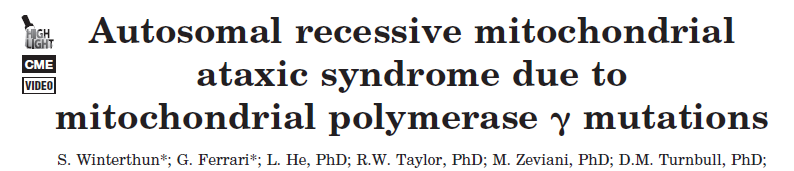 HIGH
LIGHT
CME
VIDEO
Autosomal recessive mitochondrial
ataxic syndrome due to
mitochondrial polymerase γ mutations
S. Winterthun*; G. Ferrari*; L. He, PhD; R.W. Taylor, PhD; M. Zeviani, PhD; D.M. Turnbull, PhD;